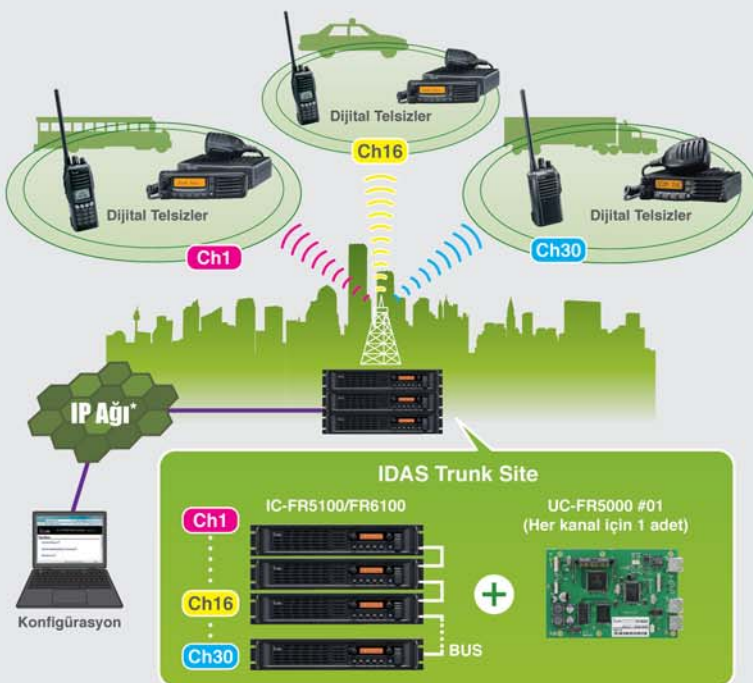 Dijital Telsizler
Ch16
Dijital Telsizler
Ch1
Dijital Telsizler
Ch30
IP Ağı*
Konfigürasyon
IDAS Trunk Site
IC-FR5100/FR6100
Ch1
Ch16
Ch30
BUS
UC-FR5000 #01
(Her kanal için 1 adet)